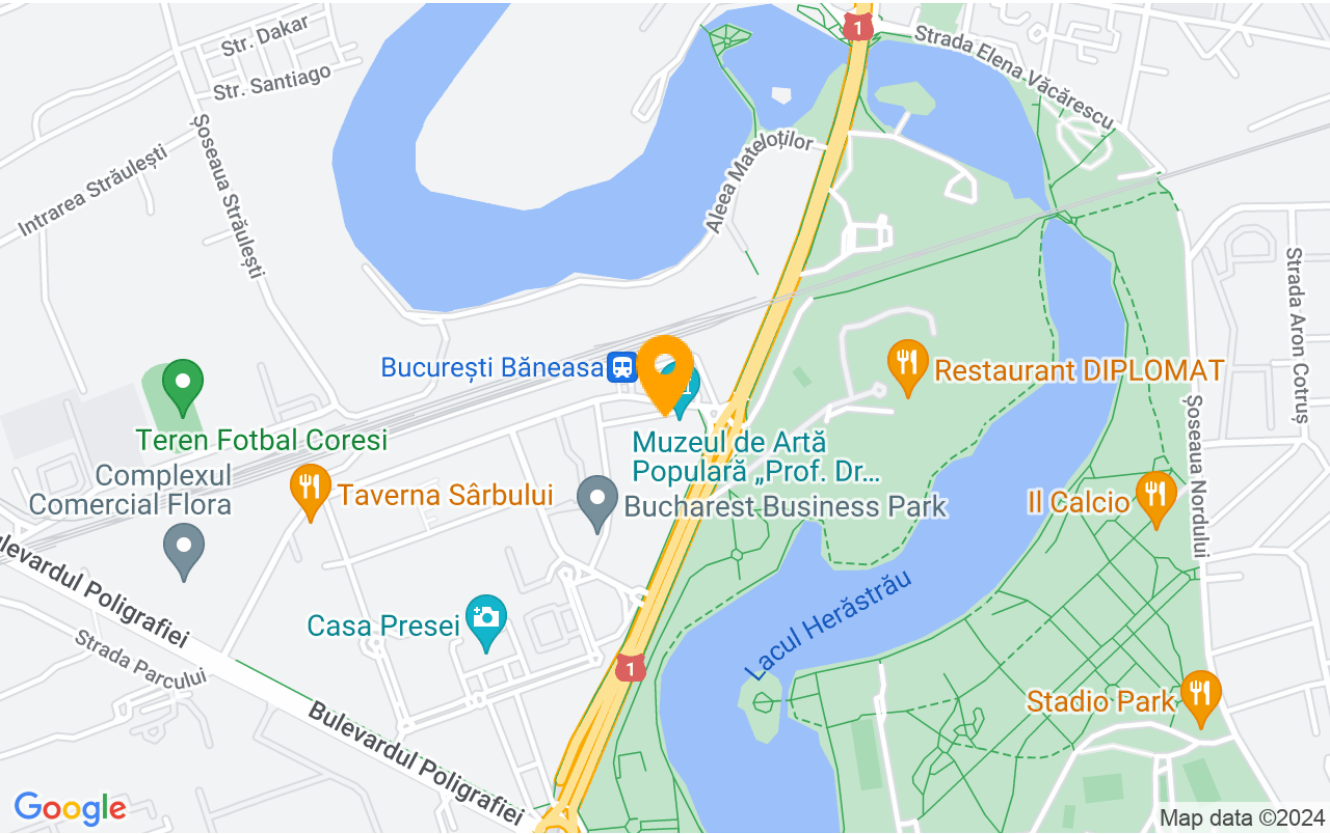 1
Str. Dakar
Strada Elena Văcărescu
Str. Santiago
Șoseaua Străulești
Aleea Mateloților
Intrarea Străulești
Strada Aron Cotruș
București Băneasa
Restaurant DIPLOMAT
Șoseaua Nordului
Teren Fotbal Coresi
Muzeul de Artă
Populară „Prof. Dr...
Complexul
Comercial Flora
Taverna Sârbului
Bucharest Business Park
Il Calcio
ulevardul Poligrafiei
Lacul Herăstrău
Casa Presei
Strada Parcului
1
Stadio Park
Bulevardul Poligrafiei
Google
Map data ©2024